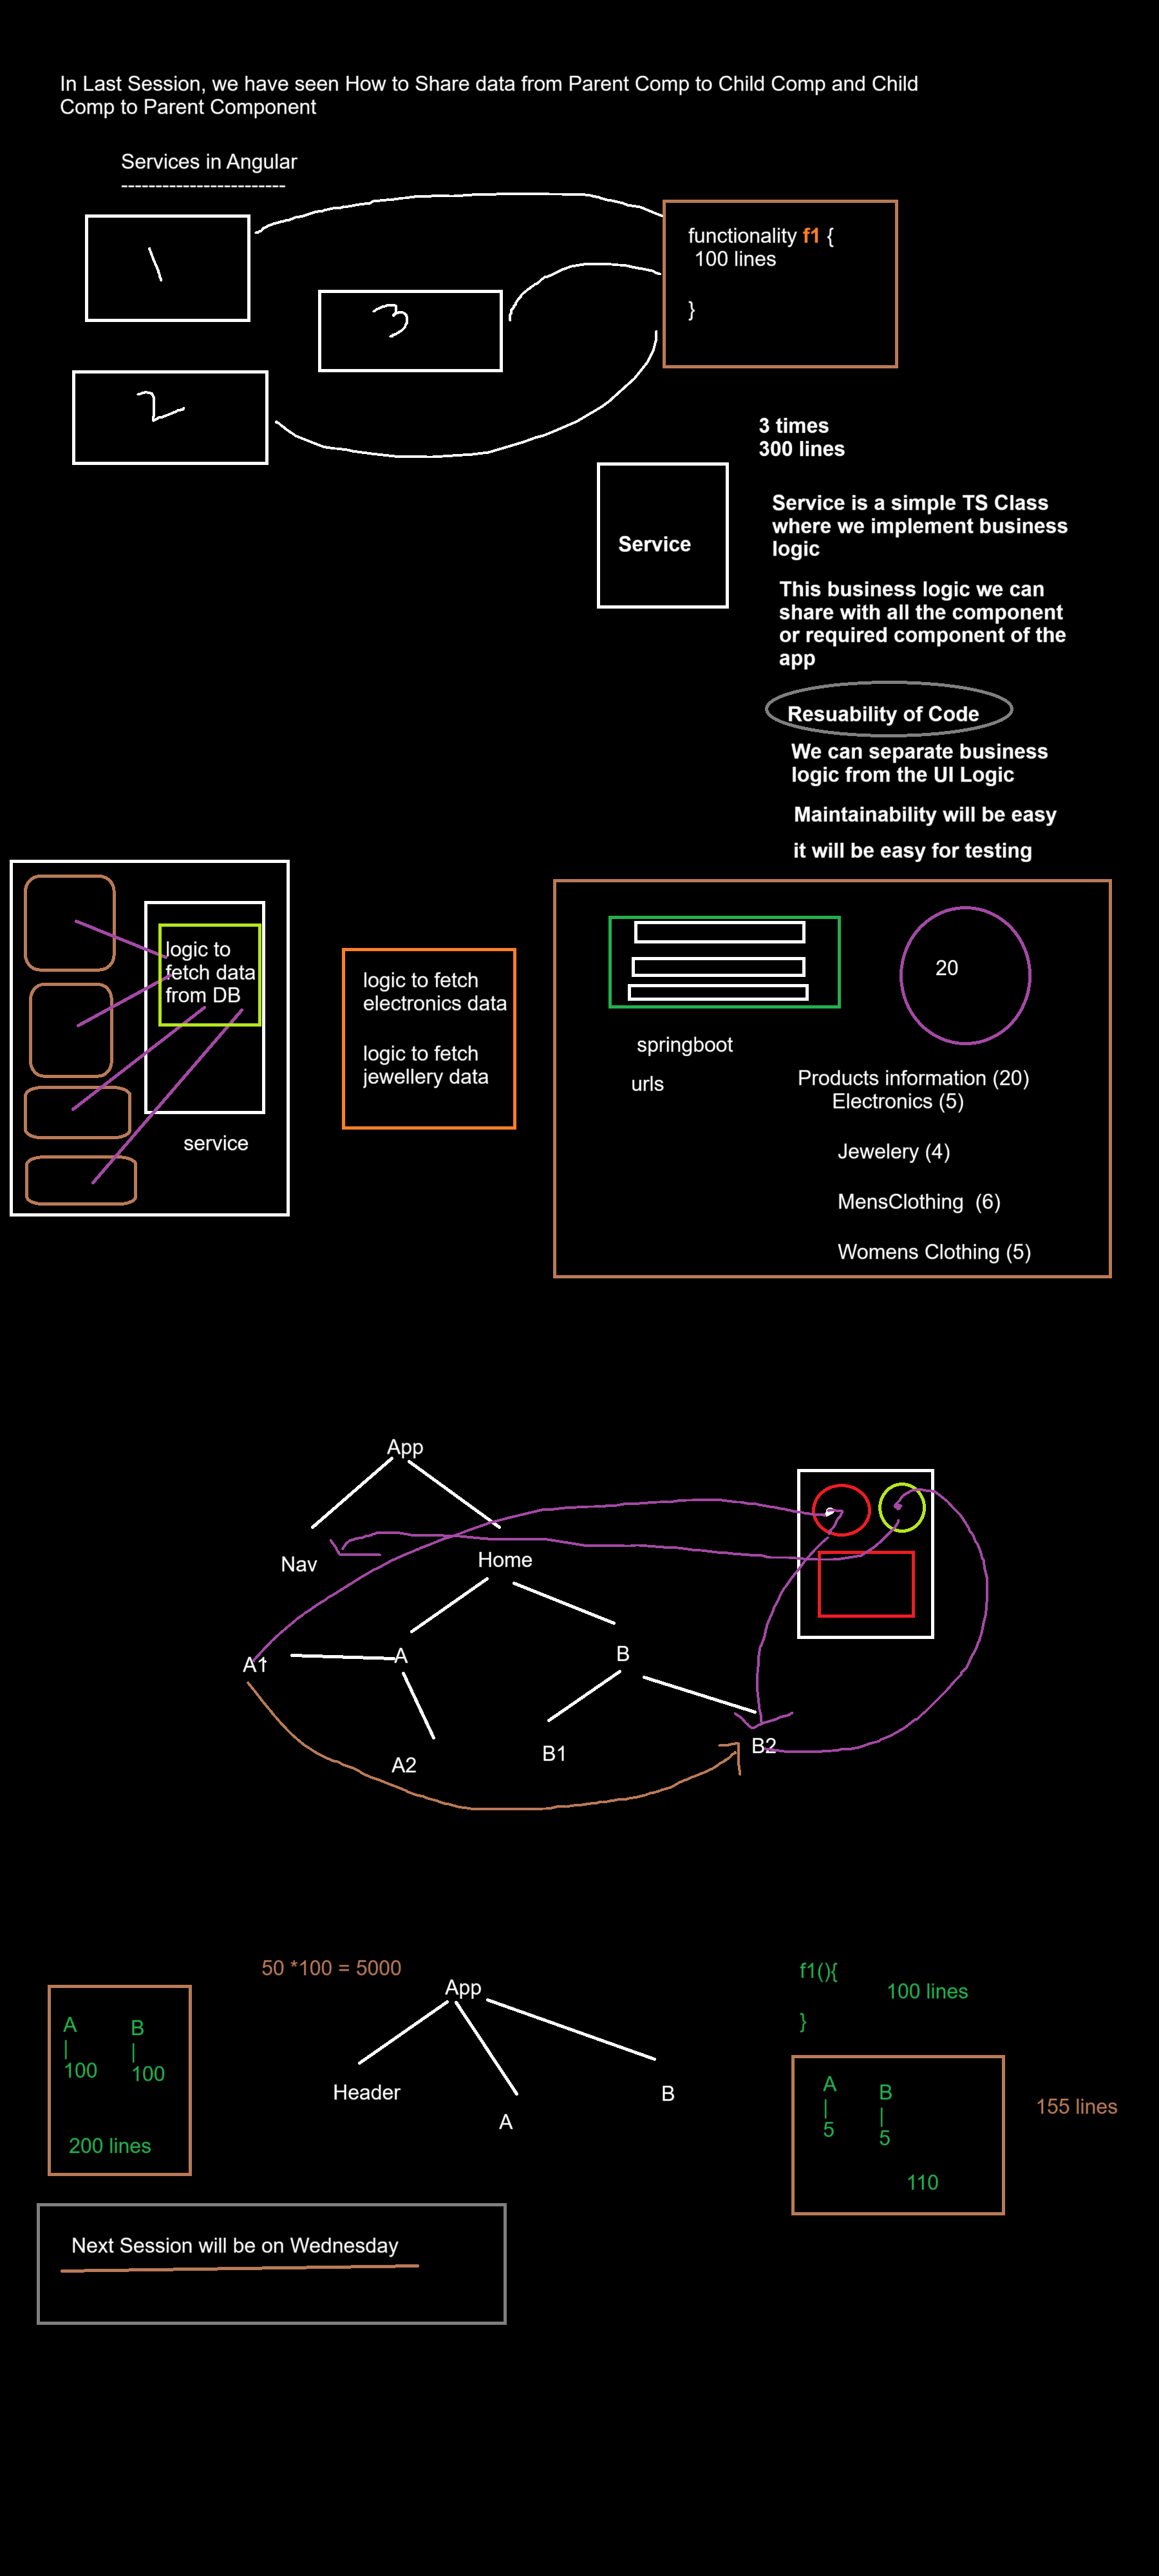 In Last Session, we have seen How to Share data from Parent Comp to Child Comp and Child
Comp to Parent Component
Services in Angular
------------------------
1
3
2
functionality f1 {
100 lines
}
3 times
300 lines
Service
Service is a simple TS Class
where we implement business
logic
This business logic we can
share with all the component
or required component of the
app
Resuability of Code
We can separate business
logic from the UI Logic
Maintainability will be easy
it will be easy for testing
logic to
fetch data
from DB
service
logic to fetch
electronics data
logic to fetch
jewellery data
springboot
urls
20
Products information (20)
Electronics (5)
Jewelery (4)
MensClothing  (6)
Womens Clothing (5)
App
Nav
Home
A1
A
B
A2
B1
B2
50 *100 = 5000
A
|
100
B
|
100
200 lines
App
Header
A
B
f1(){
100 lines
}
A
|
5
B
|
5
110
155 lines
Next Session will be on Wednesday